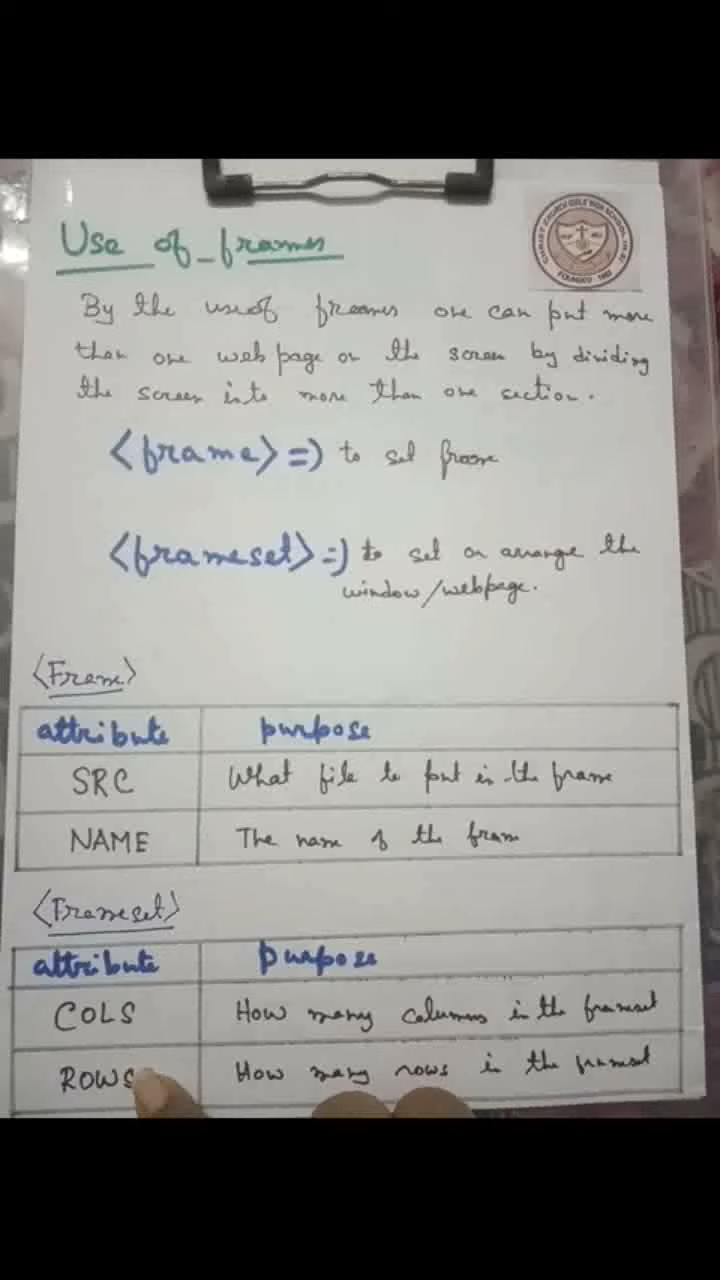 Use of frames
By the use of frames one can put more
than one web page on the screen by dividing
the screen into more than one section.
<frame> => to set frame
<frameset> => to set or arrange the
window/webpage.
<Frame>
attribute purpose
SRC What file to put in the frame
NAME The name of the fram
<Frameset>
attribute purpose
COLS How many columns in the frameset
ROWS How many rows in the frameset